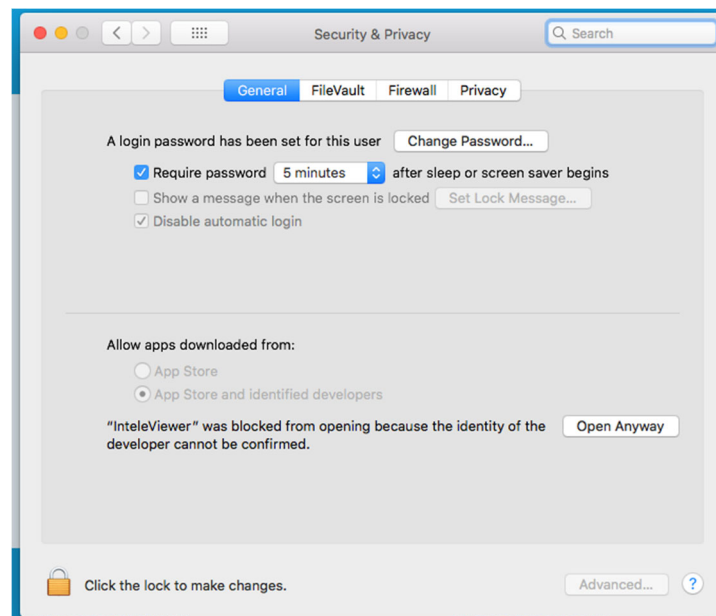 Security & Privacy
Search
General
FileVault
Firewall
Privacy
A login password has been set for this user
Change Password...
Require password
5 minutes
after sleep or screen saver begins
Show a message when the screen is locked
Set Lock Message...
Disable automatic login
Allow apps downloaded from:
App Store
App Store and identified developers
“InteleViewer” was blocked from opening because the identity of the
developer cannot be confirmed.
Open Anyway
Click the lock to make changes.
Advanced...
?